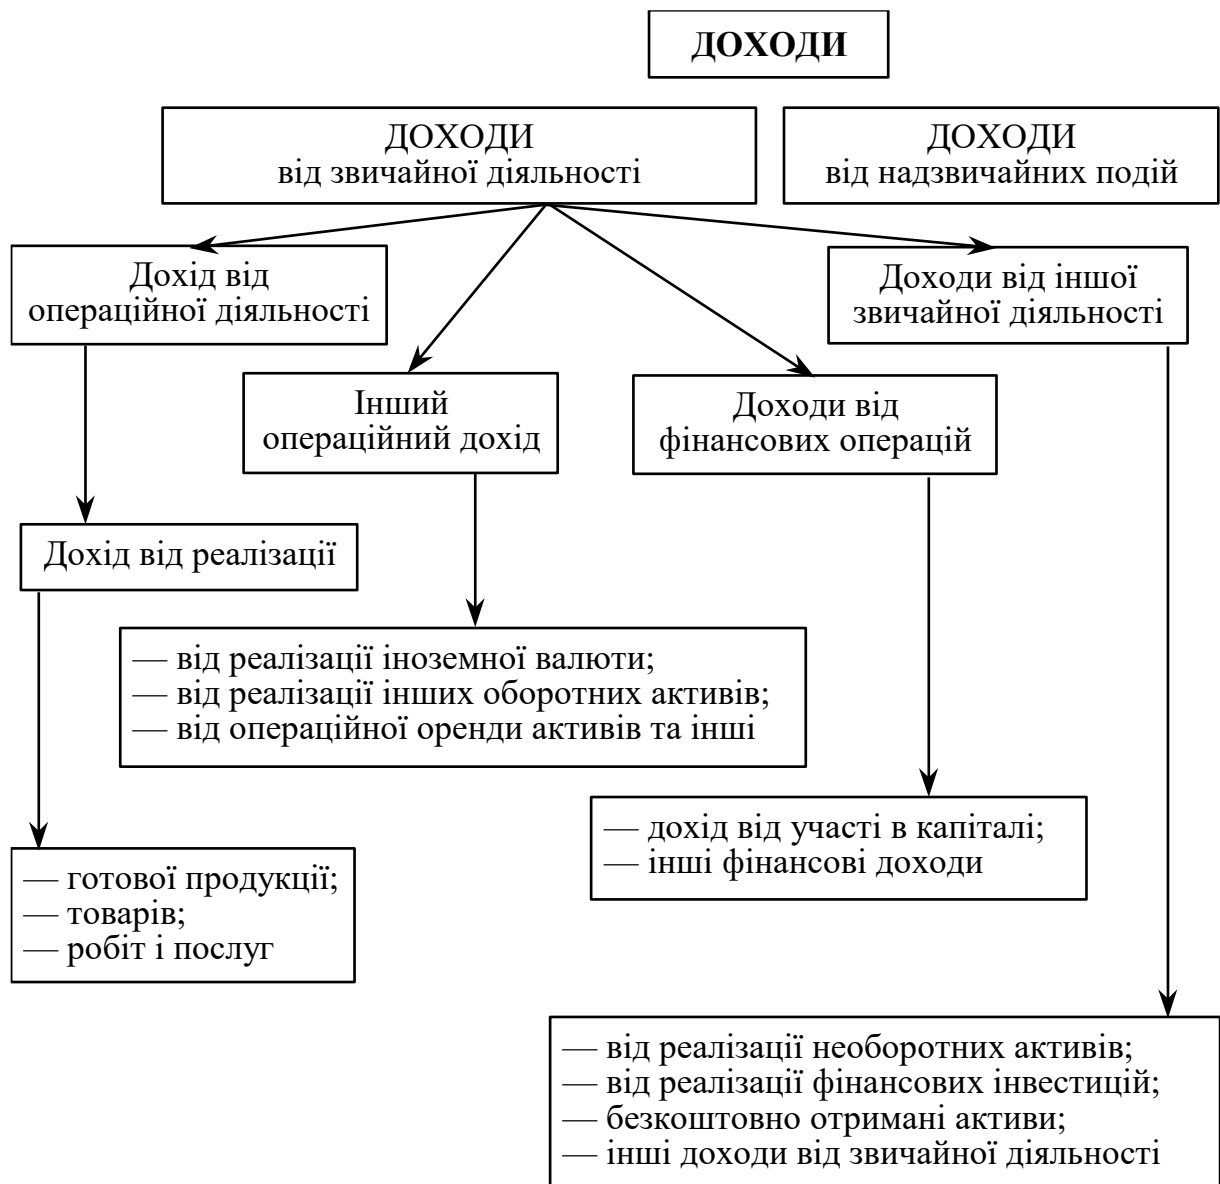 ДОХОДИ
ДОХОДИ
від звичайної діяльності
ДОХОДИ
від надзвичайних подій
Дохід від
операційної діяльності
Доходи від іншої
звичайної діяльності
Інший
операційний дохід
Доходи від
фінансових операцій
Дохід від реалізації
— від реалізації іноземної валюти;
— від реалізації інших оборотних активів;
— від операційної оренди активів та інші
— дохід від участі в капіталі;
— інші фінансові доходи
— готової продукції;
— товарів;
— робіт і послуг
— від реалізації необоротних активів;
— від реалізації фінансових інвестицій;
— безкоштовно отримані активи;
— інші доходи від звичайної діяльності